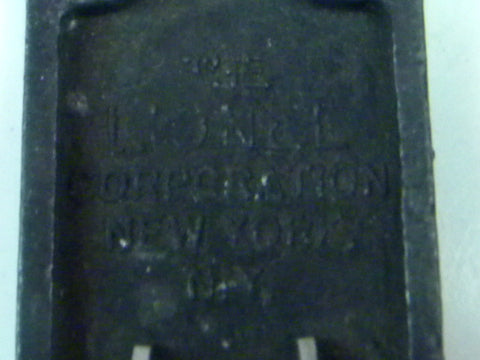 THE
LIONEL
CORPORATION
NEW YORK
N.Y.